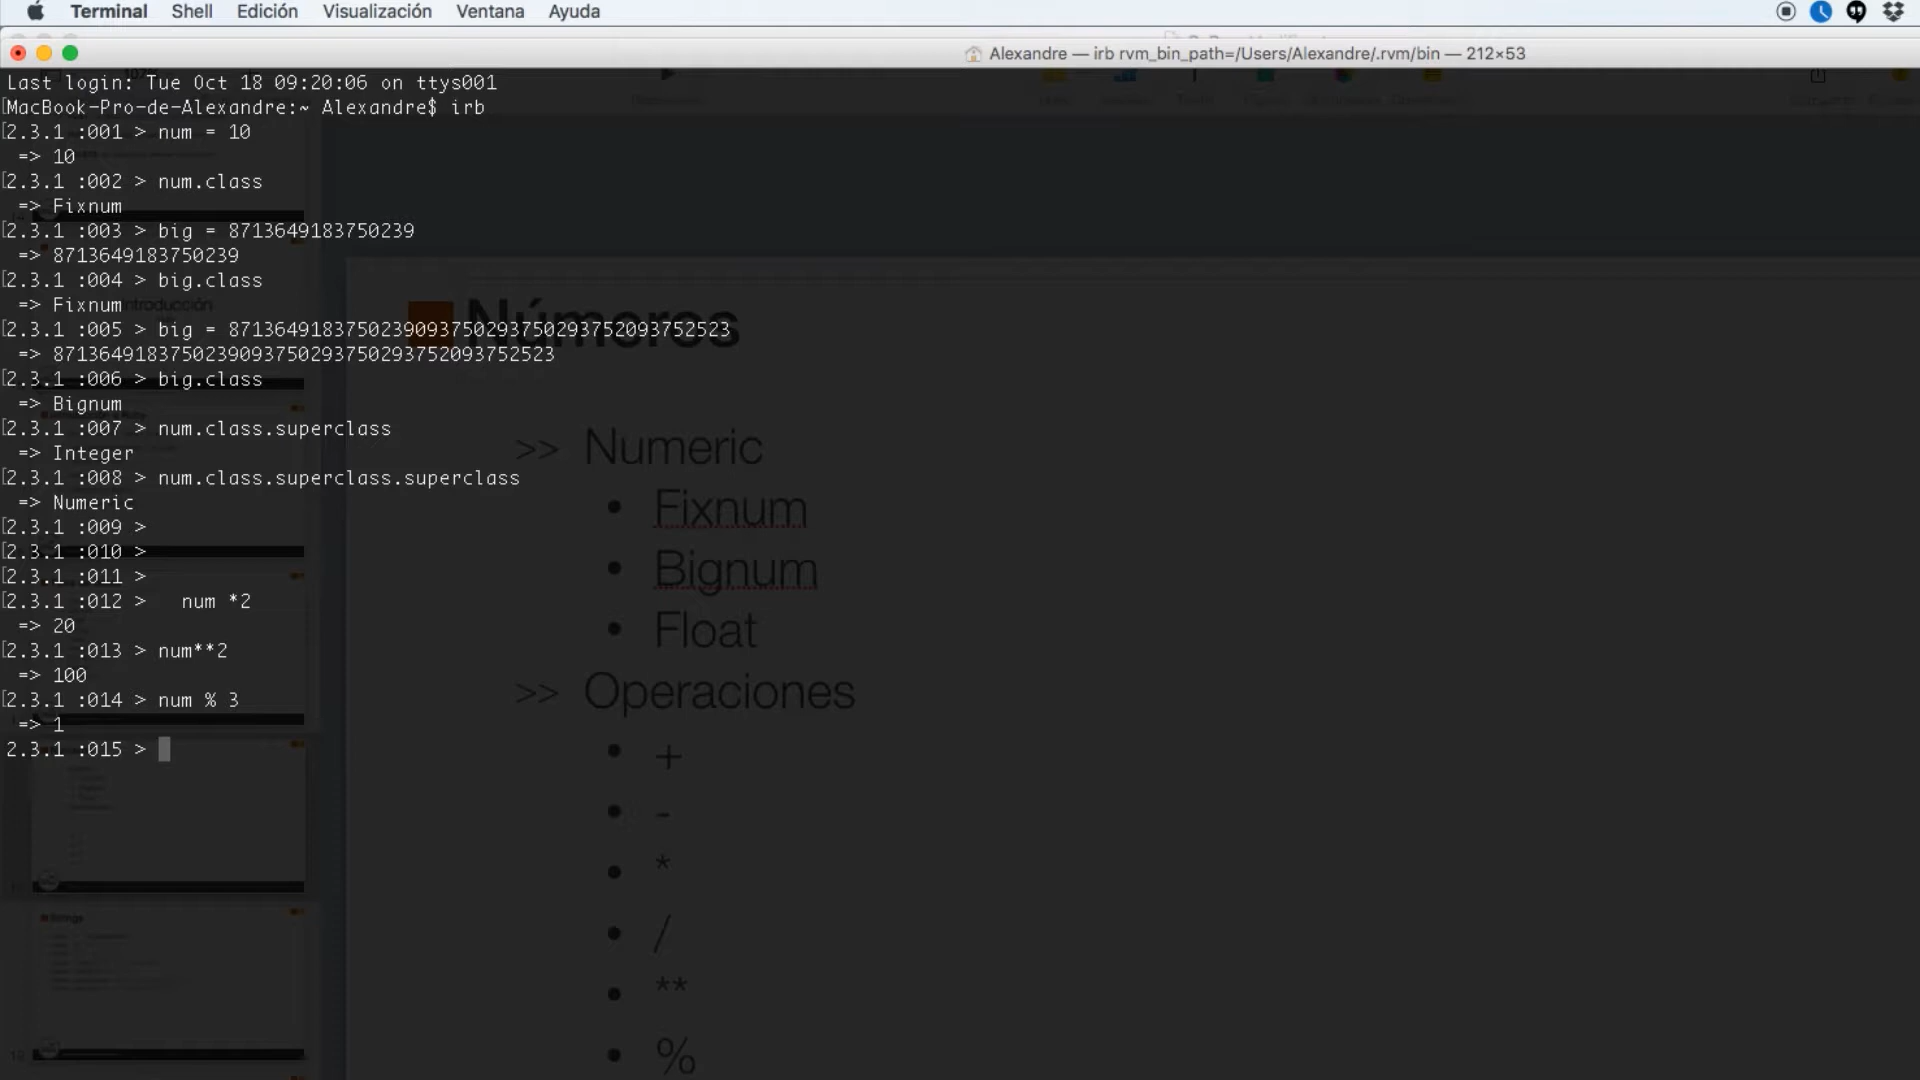 Terminal Shell Edición Visualización Ventana Ayuda
Alexandre — irb rvm_bin_path=/Users/Alexandre/.rvm/bin — 212×53
Last login: Tue Oct 18 09:20:06 on ttys001
[MacBook-Pro-de-Alexandre:~ Alexandre$ irb
[2.3.1 :001 > num = 10
=> 10
[2.3.1 :002 > num.class
=> Fixnum
[2.3.1 :003 > big = 8713649183750239
=> 8713649183750239
[2.3.1 :004 > big.class
=> Fixnum
[2.3.1 :005 > big = 8713649183750239093750293750293752093752523
=> 8713649183750239093750293750293752093752523
[2.3.1 :006 > big.class
=> Bignum
[2.3.1 :007 > num.class.superclass
=> Integer
[2.3.1 :008 > num.class.superclass.superclass
=> Numeric
[2.3.1 :009 >
[2.3.1 :010 >
[2.3.1 :011 >
[2.3.1 :012 >   num *2
=> 20
[2.3.1 :013 > num**2
=> 100
[2.3.1 :014 > num % 3
=> 1
2.3.1 :015 >
Números
>> Numeric
• Fixnum
• Bignum
• Float
>> Operaciones
• +
• -
• *
• /
• **
• %
Strings